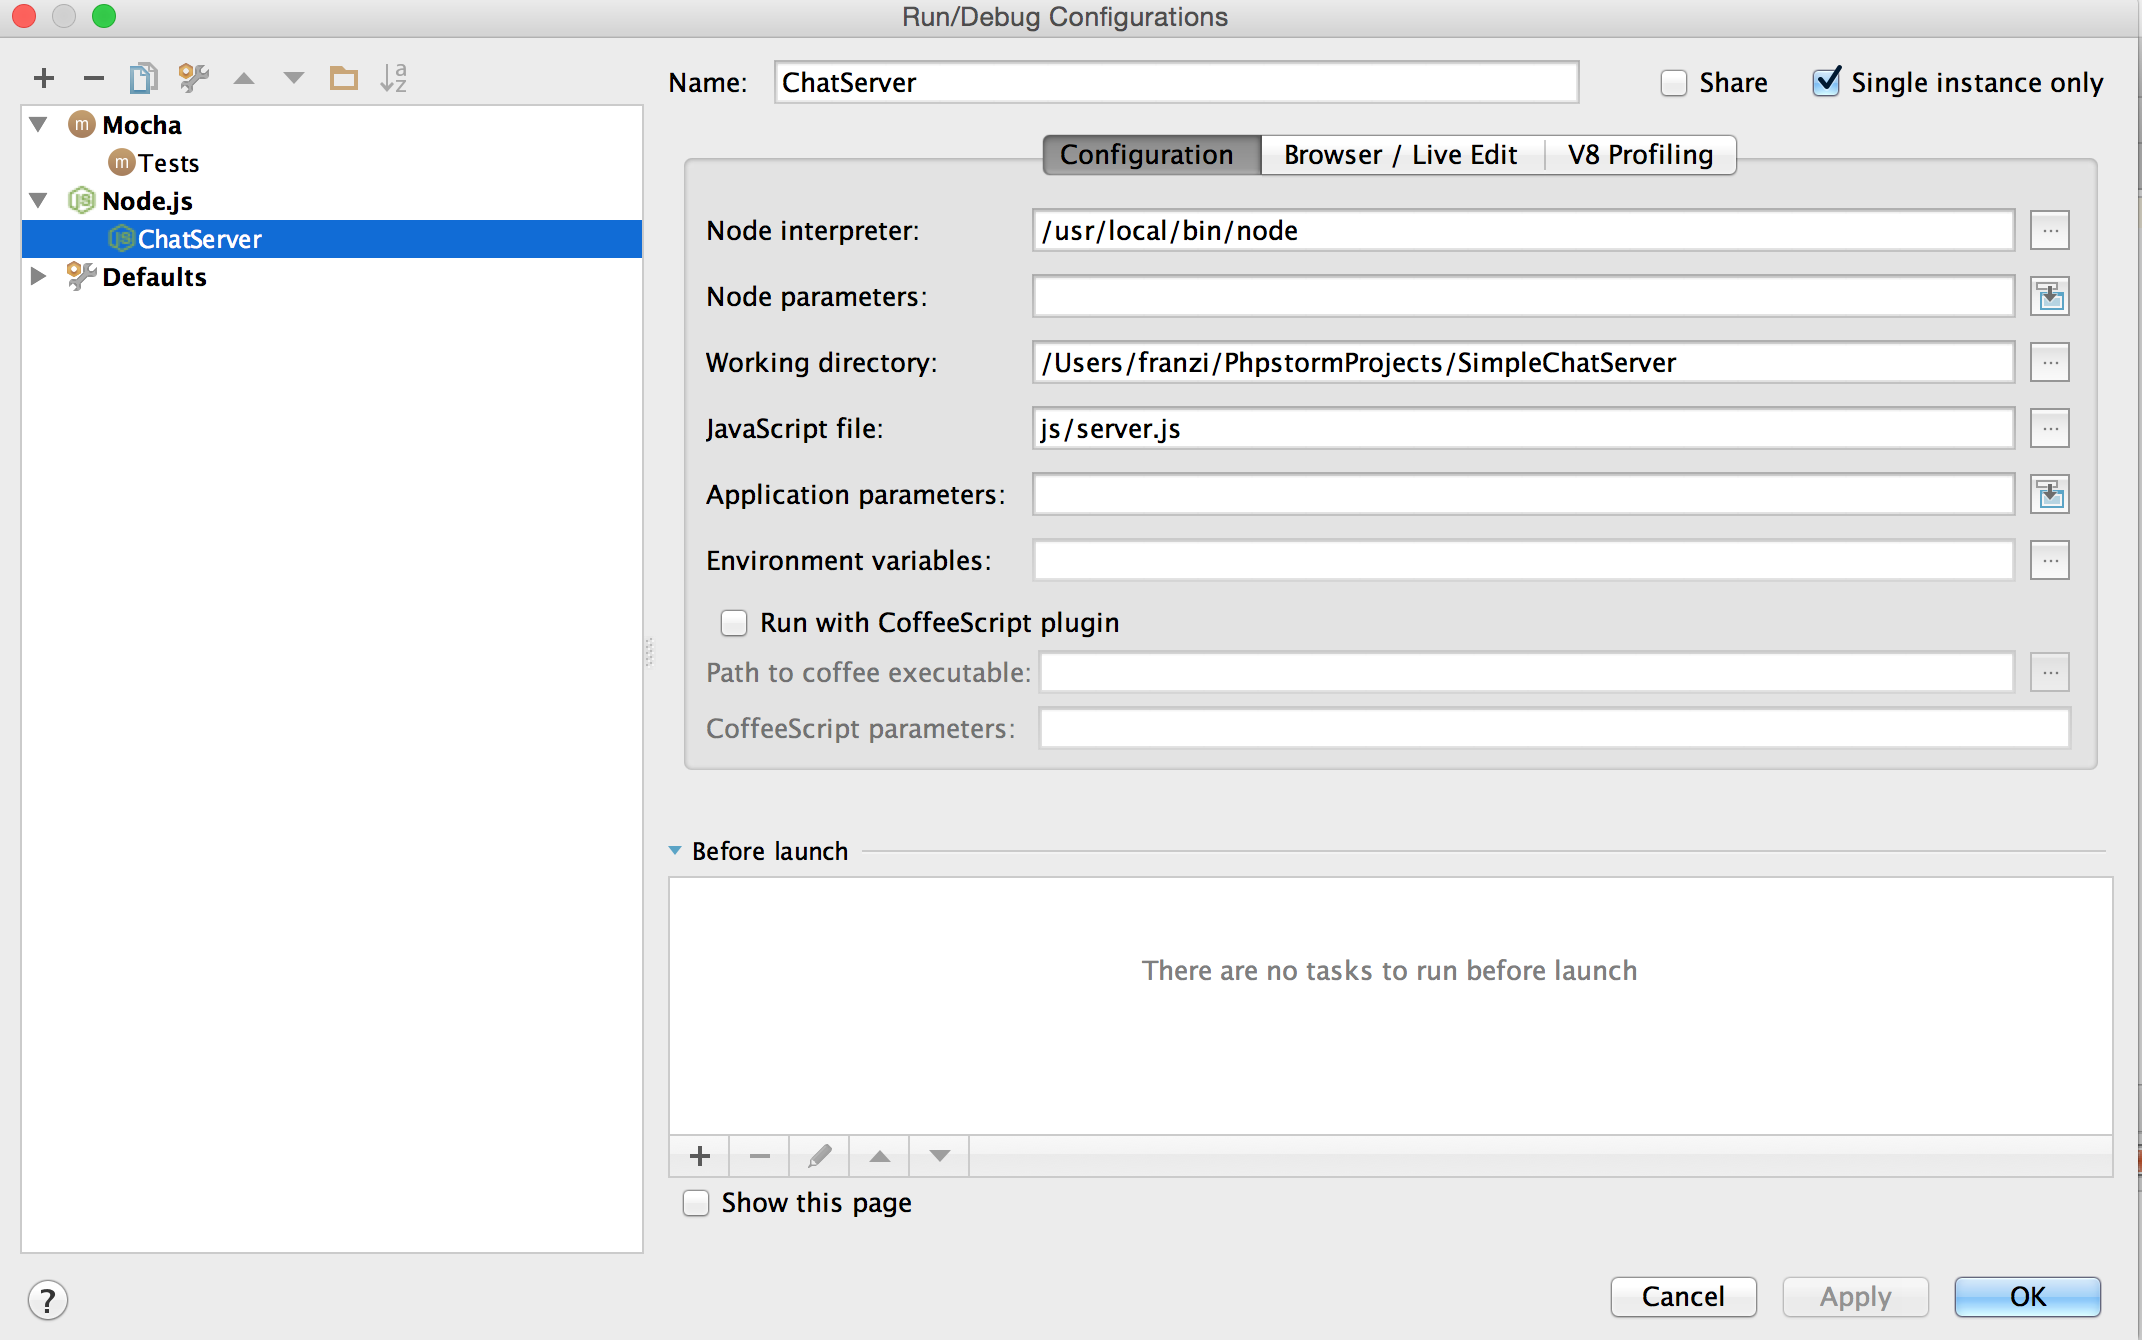 Run/Debug Configurations
Name: ChatServer Share Single instance only
m Mocha
m Tests
JS Node.js
JS ChatServer
Defaults
Configuration Browser / Live Edit V8 Profiling
Node interpreter: /usr/local/bin/node ...
Node parameters:
Working directory: /Users/franzi/PhpstormProjects/SimpleChatServer ...
JavaScript file: js/server.js ...
Application parameters:
Environment variables: ...
Run with CoffeeScript plugin
Path to coffee executable: ...
CoffeeScript parameters:
Before launch
There are no tasks to run before launch
Show this page
? Cancel Apply OK